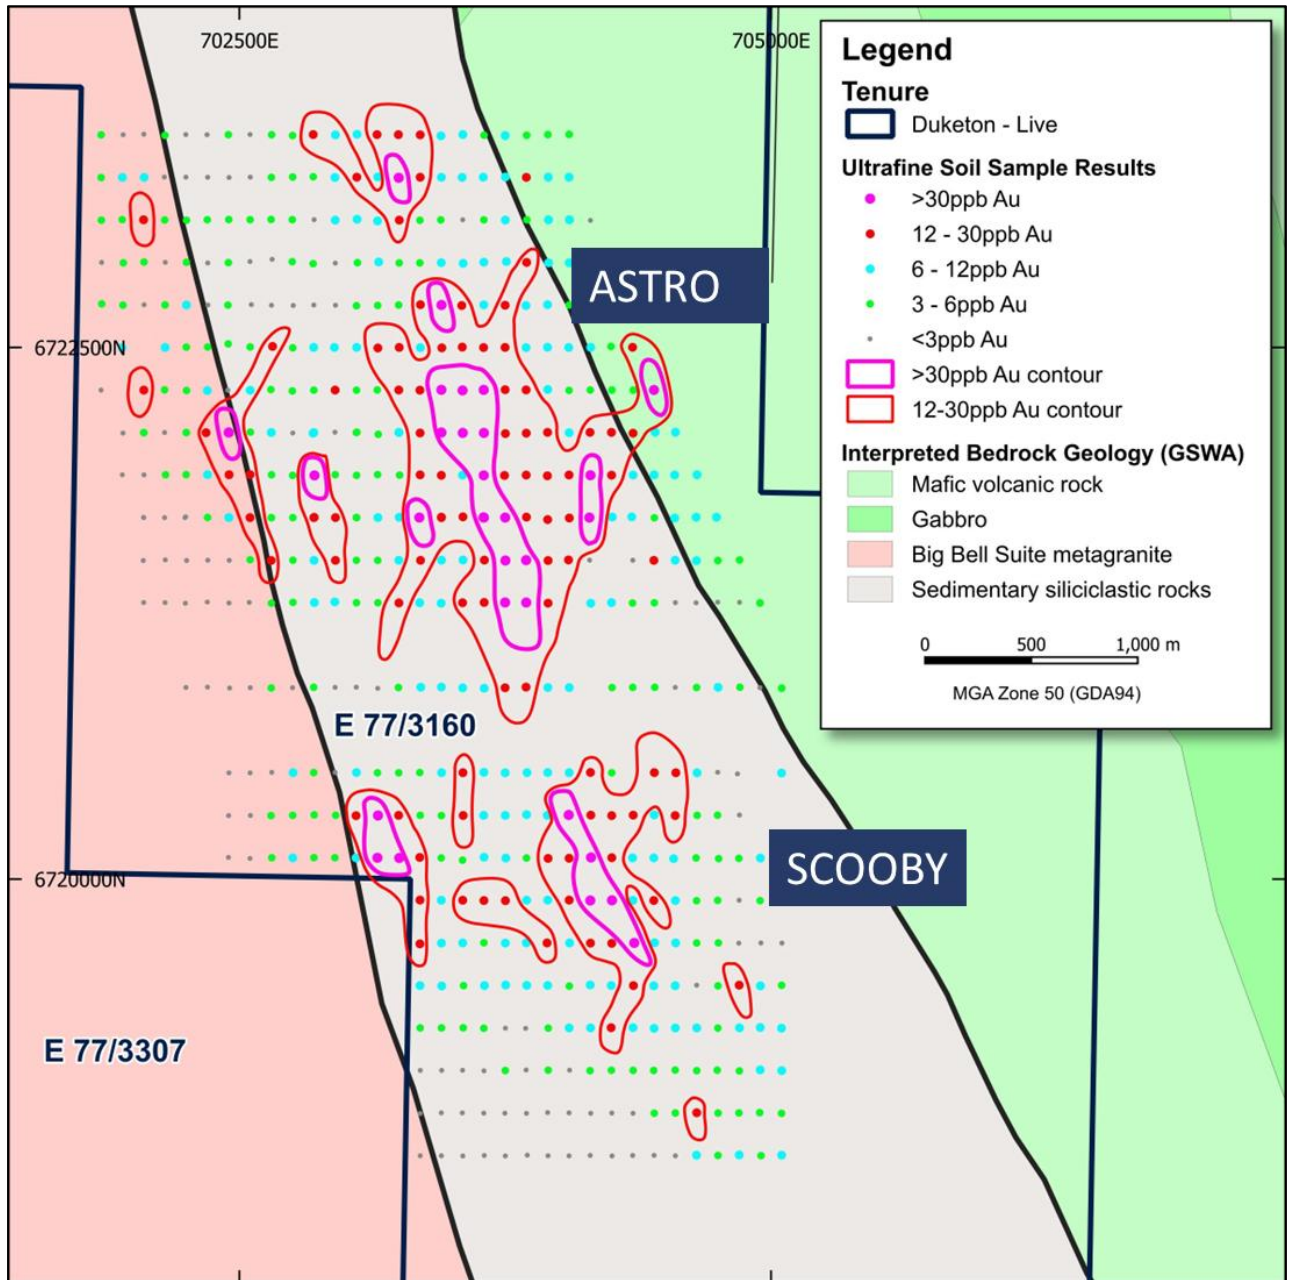 702500E
705000E
Legend
Tenure
Duketon - Live
Ultrafine Soil Sample Results
>30ppb Au
12 - 30ppb Au
6 - 12ppb Au
3 - 6ppb Au
<3ppb Au
>30ppb Au contour
12-30ppb Au contour
Interpreted Bedrock Geology (GSWA)
Mafic volcanic rock
Gabbro
Big Bell Suite metagranite
Sedimentary siliciclastic rocks
0 500 1,000 m
MGA Zone 50 (GDA94)
ASTRO
6722500N
E 77/3160
SCOOBY
6720000N
E 77/3307